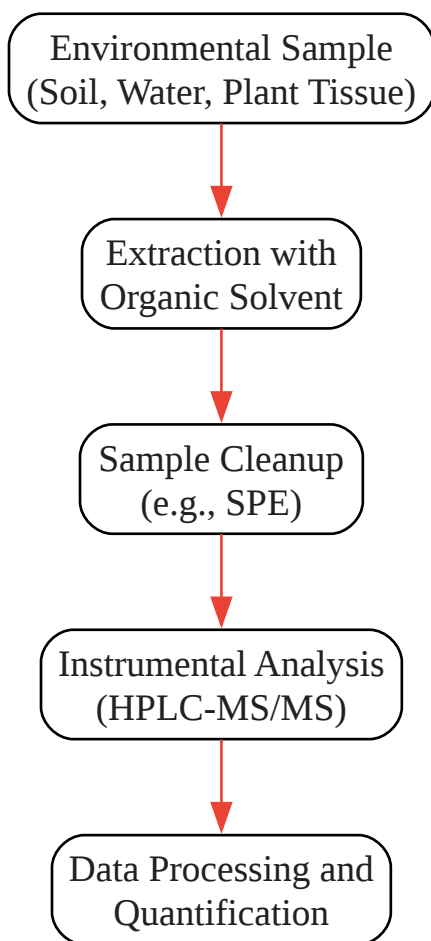 Environmental Sample
(Soil, Water, Plant Tissue)
Extraction with
Organic Solvent
Sample Cleanup
(e.g., SPE)
Instrumental Analysis
(HPLC-MS/MS)
Data Processing and
Quantification